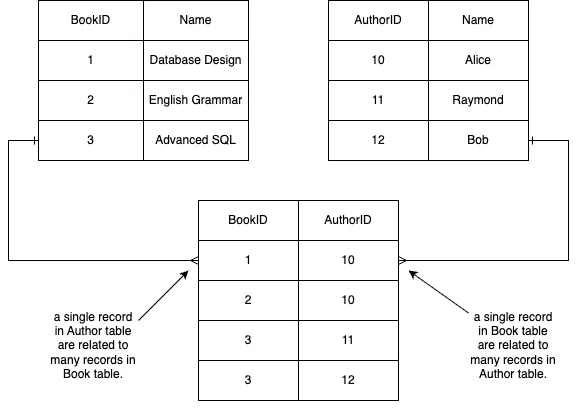 BookID Name
1 Database Design
2 English Grammar
3 Advanced SQL
AuthorID Name
10 Alice
11 Raymond
12 Bob
BookID AuthorID
1 10
2 10
3 11
3 12
a single record
in Author table
are related to
many records in
Book table.
a single record
in Book table
are related to
many records in
Author table.